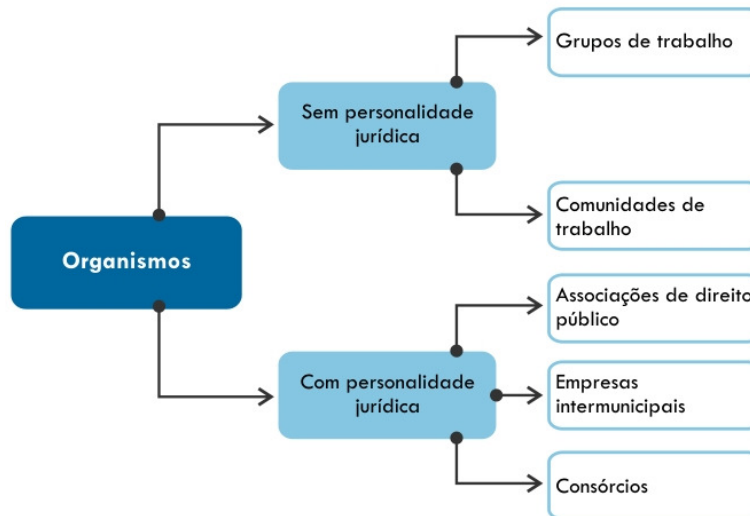 Organismos
Sem personalidade
jurídica
Grupos de trabalho
Comunidades de
trabalho
Com personalidade
jurídica
Associações de direito
público
Empresas
intermunicipais
Consórcios